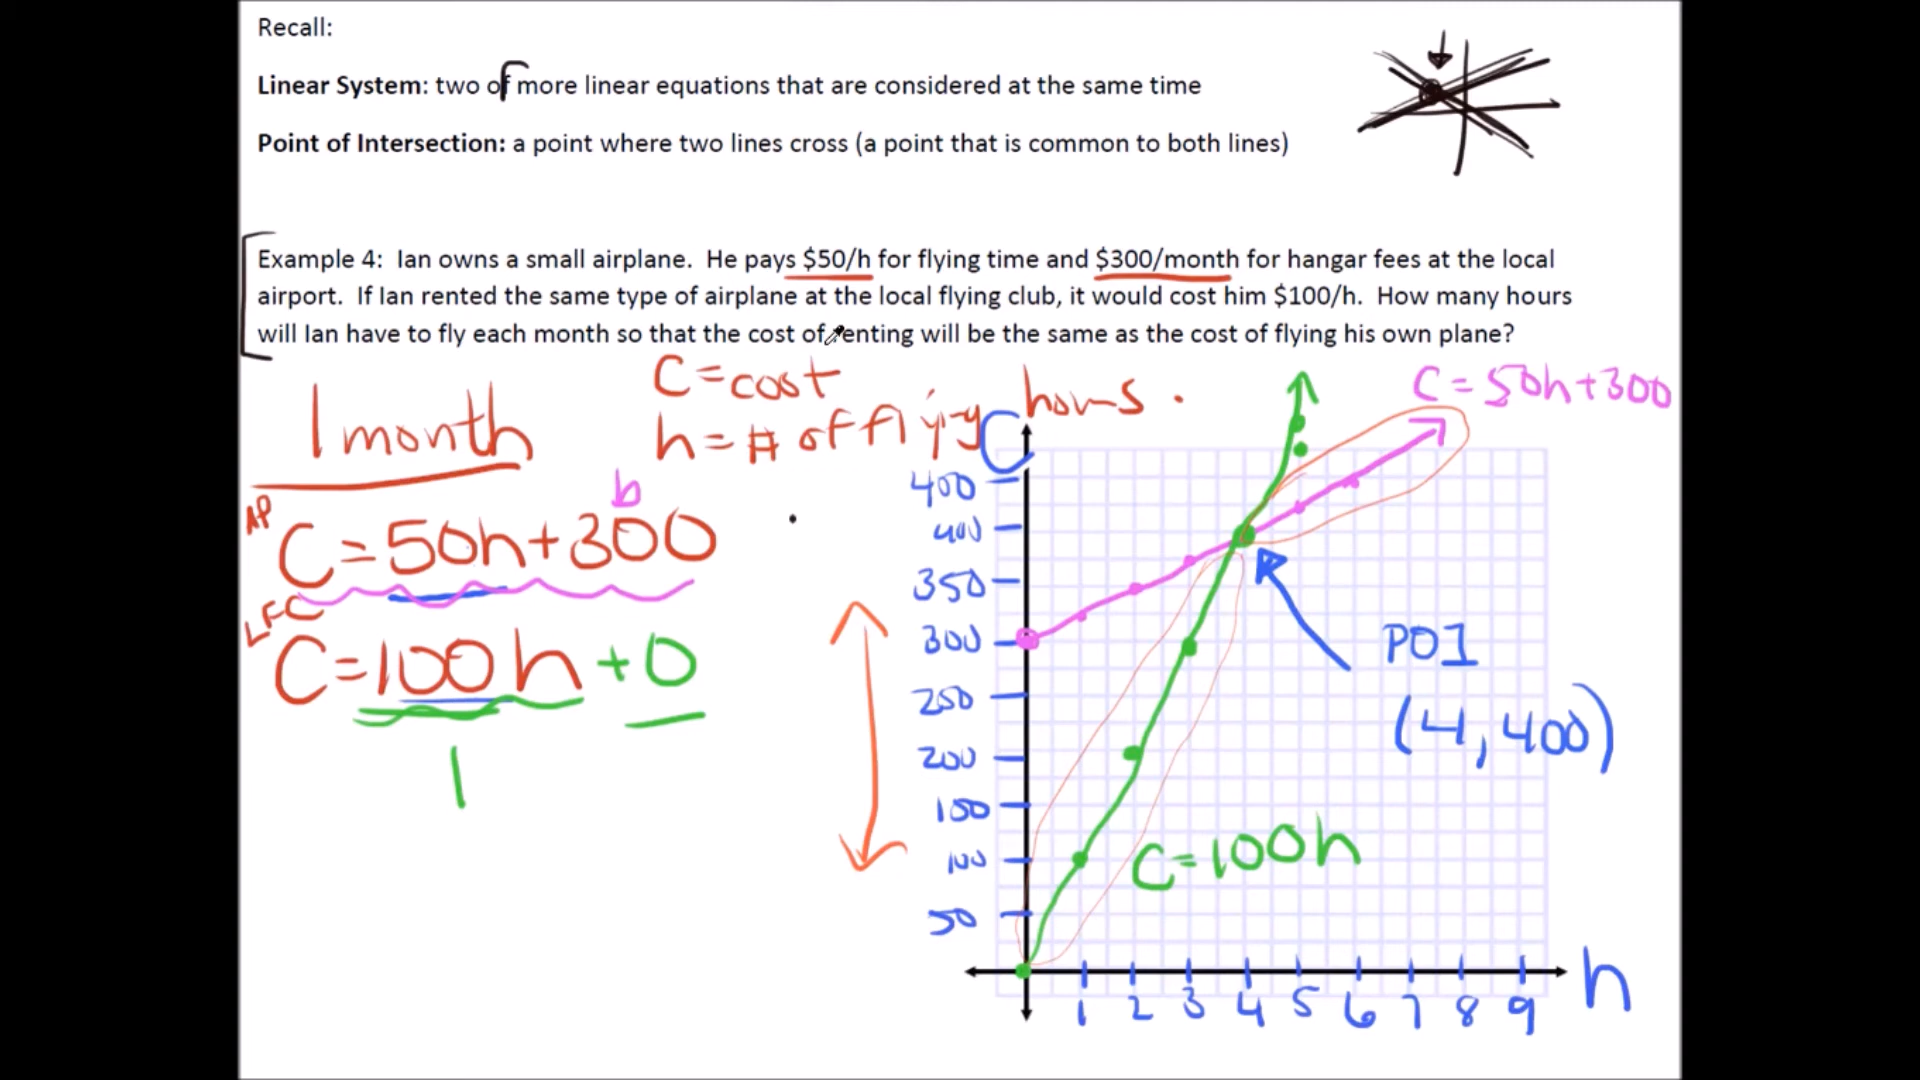 Recall:
Linear System: two or more linear equations that are considered at the same time
Point of Intersection: a point where two lines cross (a point that is common to both lines)
Example 4: Ian owns a small airplane. He pays $50/h for flying time and $300/month for hangar fees at the local
airport. If Ian rented the same type of airplane at the local flying club, it would cost him $100/h. How many hours
will Ian have to fly each month so that the cost of renting will be the same as the cost of flying his own plane?
1 month
C = cost
h = # of flying hours.
b
AP
C = 50h + 300
LFC
C = 100h + 0
1
C = 50h + 300
C
400
400
350
300
250
200
150
100
50
POI
(4, 400)
C = 100h
1 2 3 4 5 6 7 8 9
h